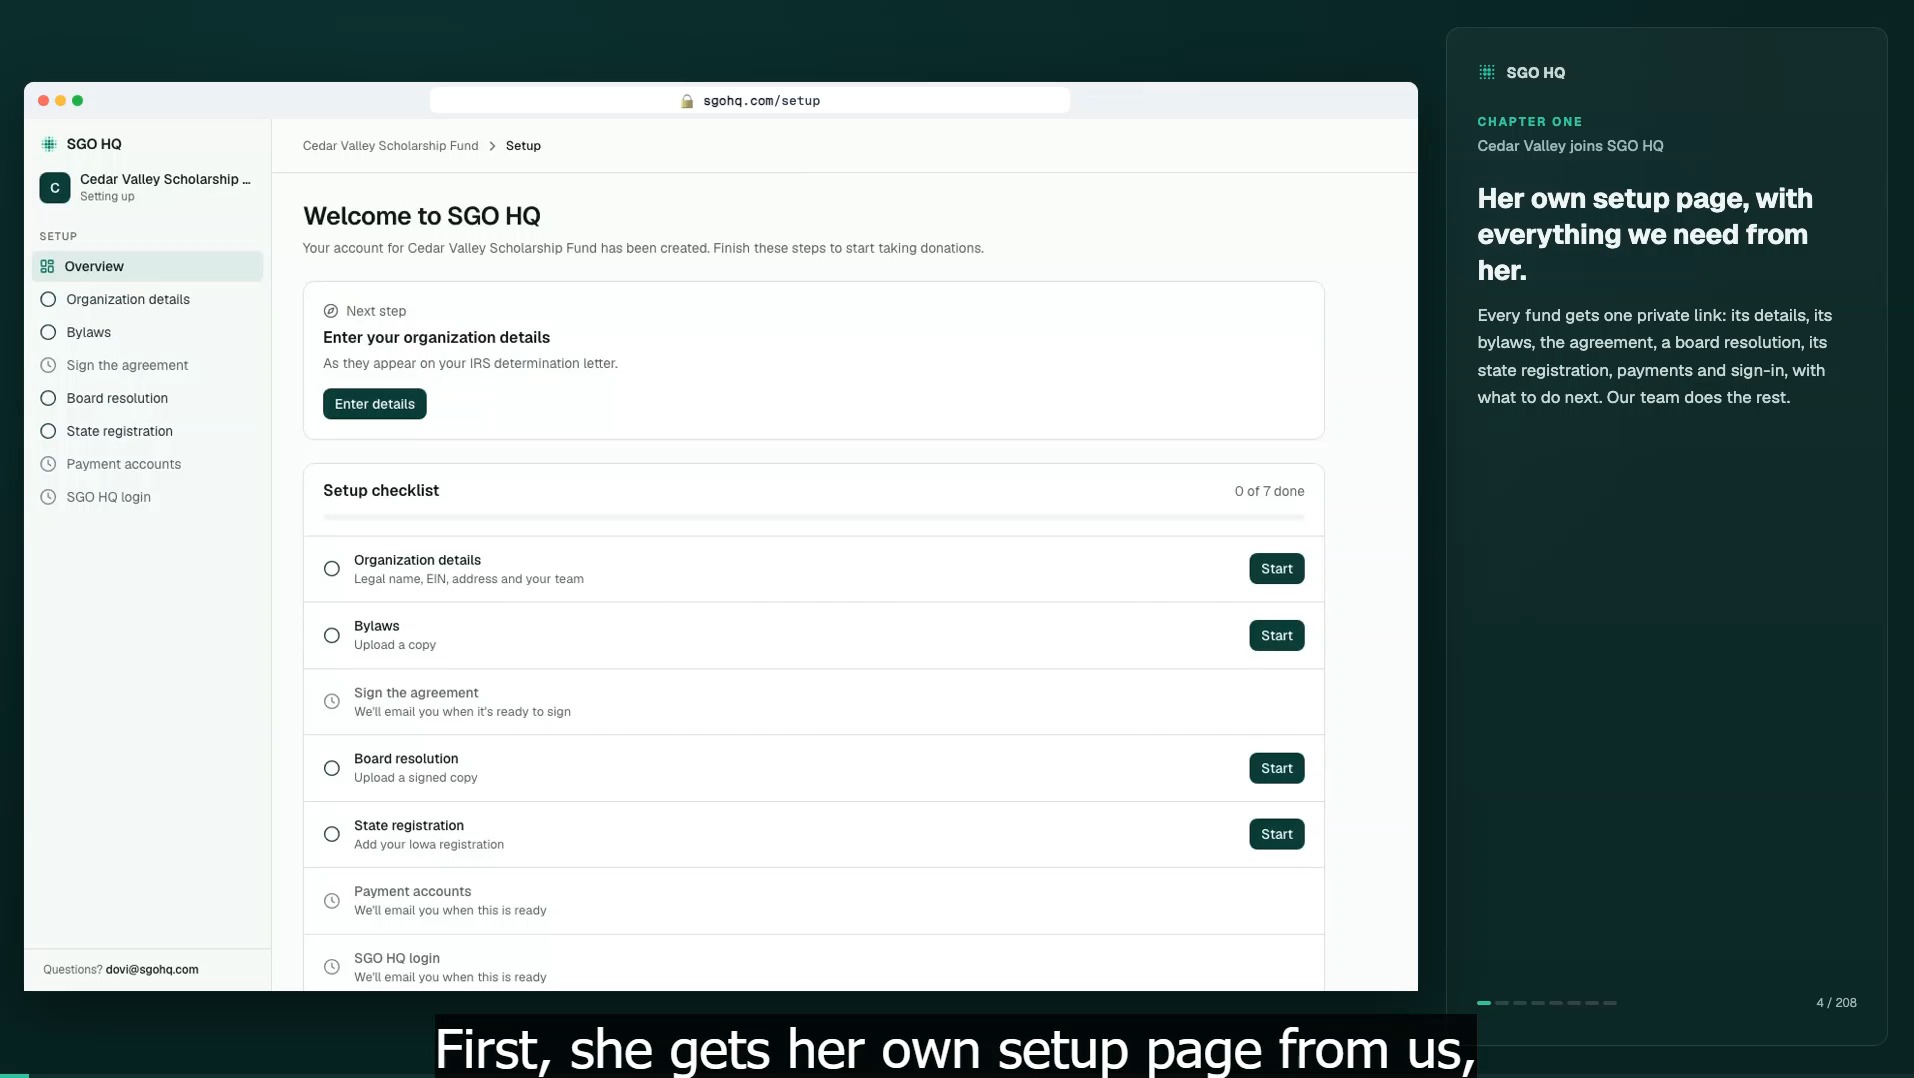 sgohq.com/setup
SGO HQ
C
Cedar Valley Scholarship ...
Setting up
SETUP
Overview
Organization details
Bylaws
Sign the agreement
Board resolution
State registration
Payment accounts
SGO HQ login
Questions? dovi@sgohq.com
Cedar Valley Scholarship Fund > Setup
Welcome to SGO HQ
Your account for Cedar Valley Scholarship Fund has been created. Finish these steps to start taking donations.
Next step
Enter your organization details
As they appear on your IRS determination letter.
Enter details
Setup checklist
0 of 7 done
Organization details
Legal name, EIN, address and your team
Start
Bylaws
Upload a copy
Start
Sign the agreement
We'll email you when it's ready to sign
Board resolution
Upload a signed copy
Start
State registration
Add your Iowa registration
Start
Payment accounts
We'll email you when this is ready
SGO HQ login
We'll email you when this is ready
SGO HQ
CHAPTER ONE
Cedar Valley joins SGO HQ
Her own setup page, with
everything we need from
her.
Every fund gets one private link: its details, its
bylaws, the agreement, a board resolution, its
state registration, payments and sign-in, with
what to do next. Our team does the rest.
4 / 208
First, she gets her own setup page from us,